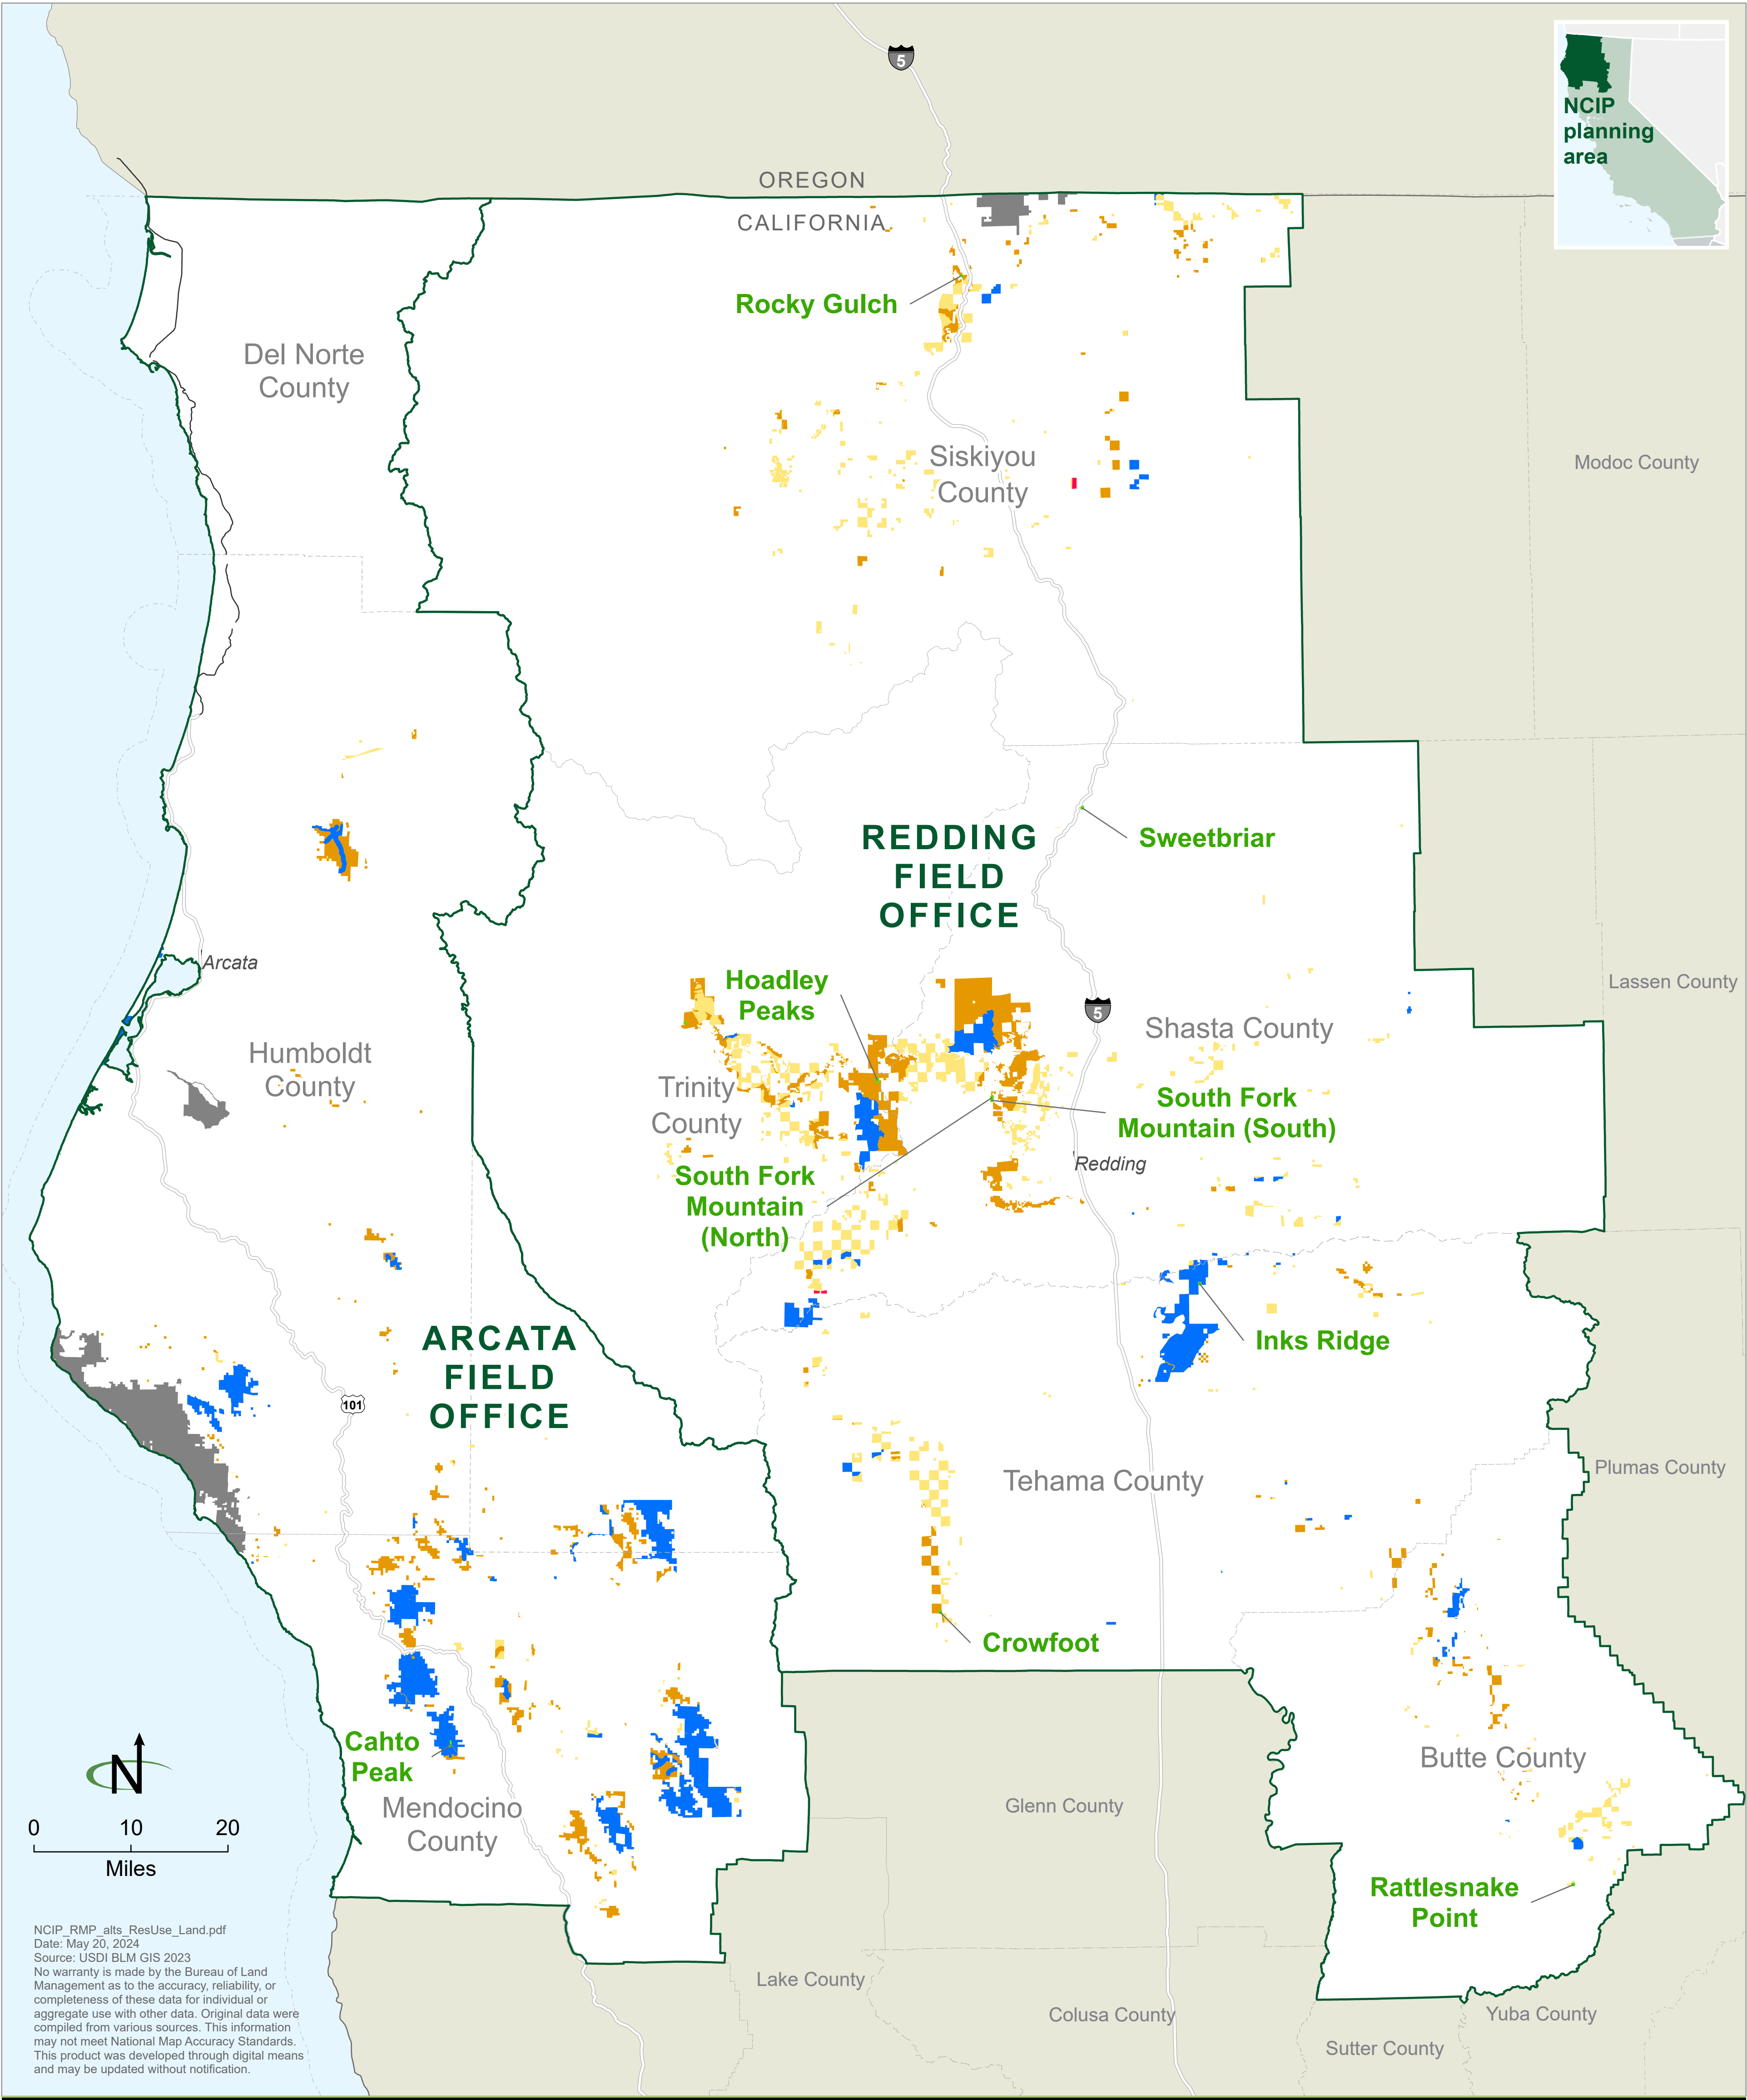 5
NCIP
planning
area
OREGON
CALIFORNIA
Rocky Gulch
Del Norte
County
Siskiyou
County
Modoc County
Sweetbriar
REDDING
FIELD
OFFICE
Arcata
Hoadley
Peaks
Lassen County
5
Shasta County
Humboldt
County
Trinity
County
South Fork
Mountain (South)
Redding
South Fork
Mountain
(North)
Inks Ridge
ARCATA
FIELD
OFFICE
101
Plumas County
Tehama County
Crowfoot
Cahto
Peak
N
Butte County
Mendocino
County
Glenn County
0 10 20
Miles
Rattlesnake
Point
NCIP_RMP_alts_ResUse_Land.pdf
Date: May 20, 2024
Source: USDI BLM GIS 2023
No warranty is made by the Bureau of Land
Management as to the accuracy, reliability, or
completeness of these data for individual or
aggregate use with other data. Original data were
compiled from various sources. This information
may not meet National Map Accuracy Standards.
This product was developed through digital means
and may be updated without notification.
Lake County
Colusa County
Yuba County
Sutter County